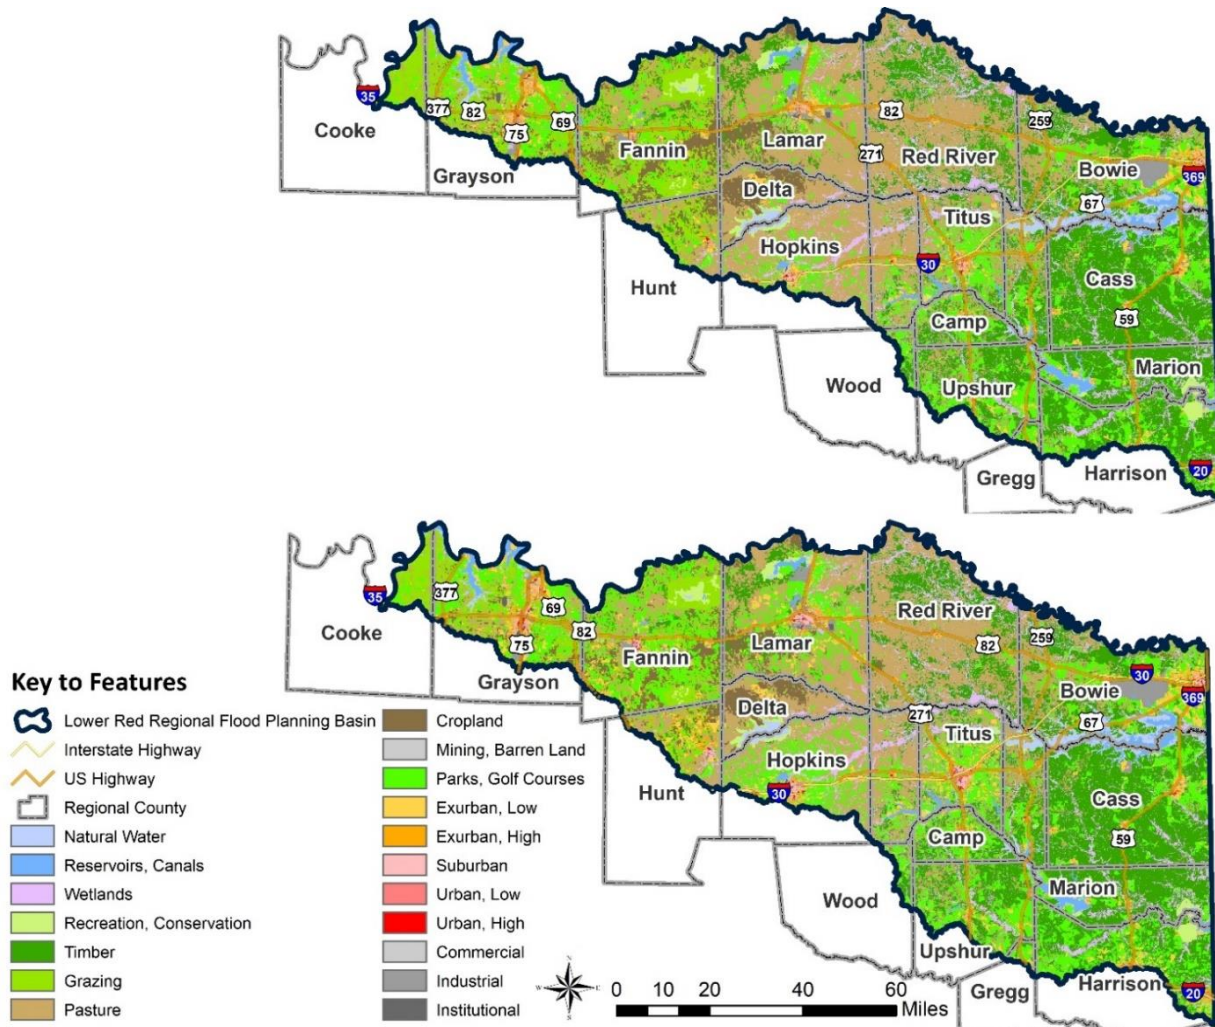 35
377
82
75
69
82
271
259
369
67
30
59
20
Cooke
Grayson
Fannin
Lamar
Red River
Bowie
Delta
Titus
Hopkins
Hunt
Cass
Camp
Marion
Wood
Upshur
Gregg
Harrison
35
377
69
75
82
271
82
259
30
369
67
30
59
20
Cooke
Grayson
Fannin
Lamar
Red River
Bowie
Delta
Titus
Hopkins
Hunt
Cass
Camp
Marion
Wood
Upshur
Gregg
Harrison
Key to Features
Lower Red Regional Flood Planning Basin
Interstate Highway
US Highway
Regional County
Natural Water
Reservoirs, Canals
Wetlands
Recreation, Conservation
Timber
Grazing
Pasture
Cropland
Mining, Barren Land
Parks, Golf Courses
Exurban, Low
Exurban, High
Suburban
Urban, Low
Urban, High
Commercial
Industrial
Institutional
N
W
E
S
0 10 20 40 60
Miles